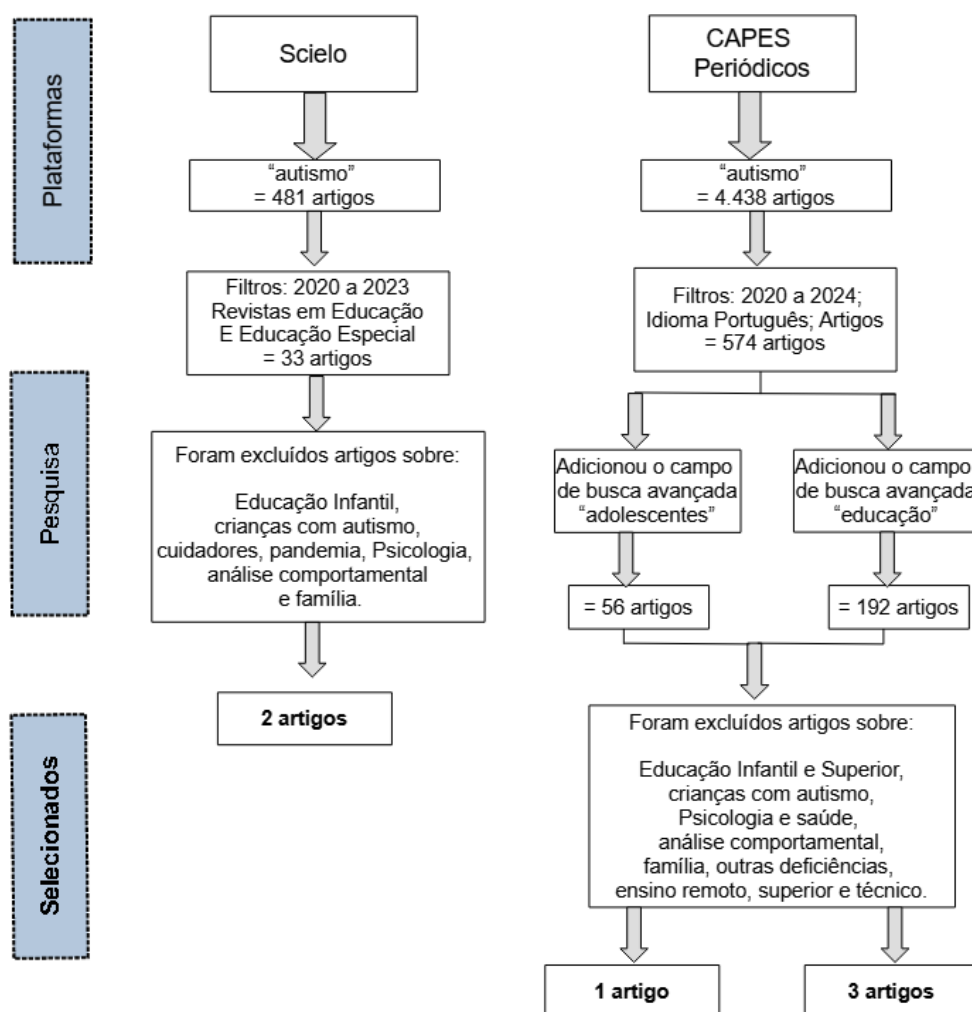 Plataformas
Scielo
"autismo"
= 481 artigos
CAPES
Periódicos
"autismo"
= 4.438 artigos
Pesquisa
Filtros: 2020 a 2023
Revistas em Educação
E Educação Especial
= 33 artigos
Foram excluídos artigos sobre:
Educação Infantil,
crianças com autismo,
cuidadores, pandemia, Psicologia,
análise comportamental
e família.
Filtros: 2020 a 2024;
Idioma Português; Artigos
= 574 artigos
Adicionou o campo
de busca avançada
"adolescentes"
= 56 artigos
Adicionou o campo
de busca avançada
"educação"
= 192 artigos
Selecionados
2 artigos
Foram excluídos artigos sobre:
Educação Infantil e Superior,
crianças com autismo,
Psicologia e saúde,
análise comportamental,
família, outras deficiências,
ensino remoto, superior e técnico.
1 artigo
3 artigos